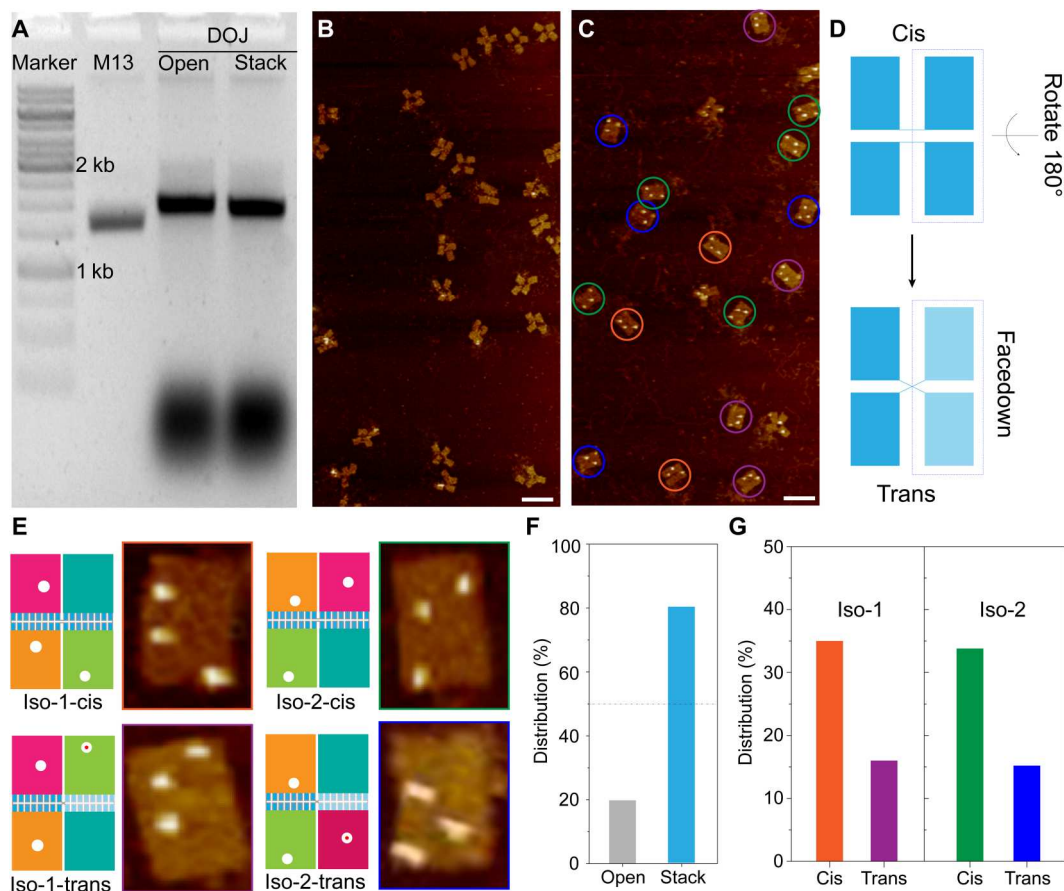 A
DOJ
Marker M13 Open Stack
2 kb
1 kb
B
C
D
Cis
Rotate 180°
Facedown
Trans
E
Iso-1-cis
Iso-2-cis
Iso-1-trans
Iso-2-trans
F
Distribution (%)
100
80
60
40
20
0
Open Stack
G
Distribution (%)
50
40
30
20
10
0
Iso-1 Iso-2
Cis Trans Cis Trans